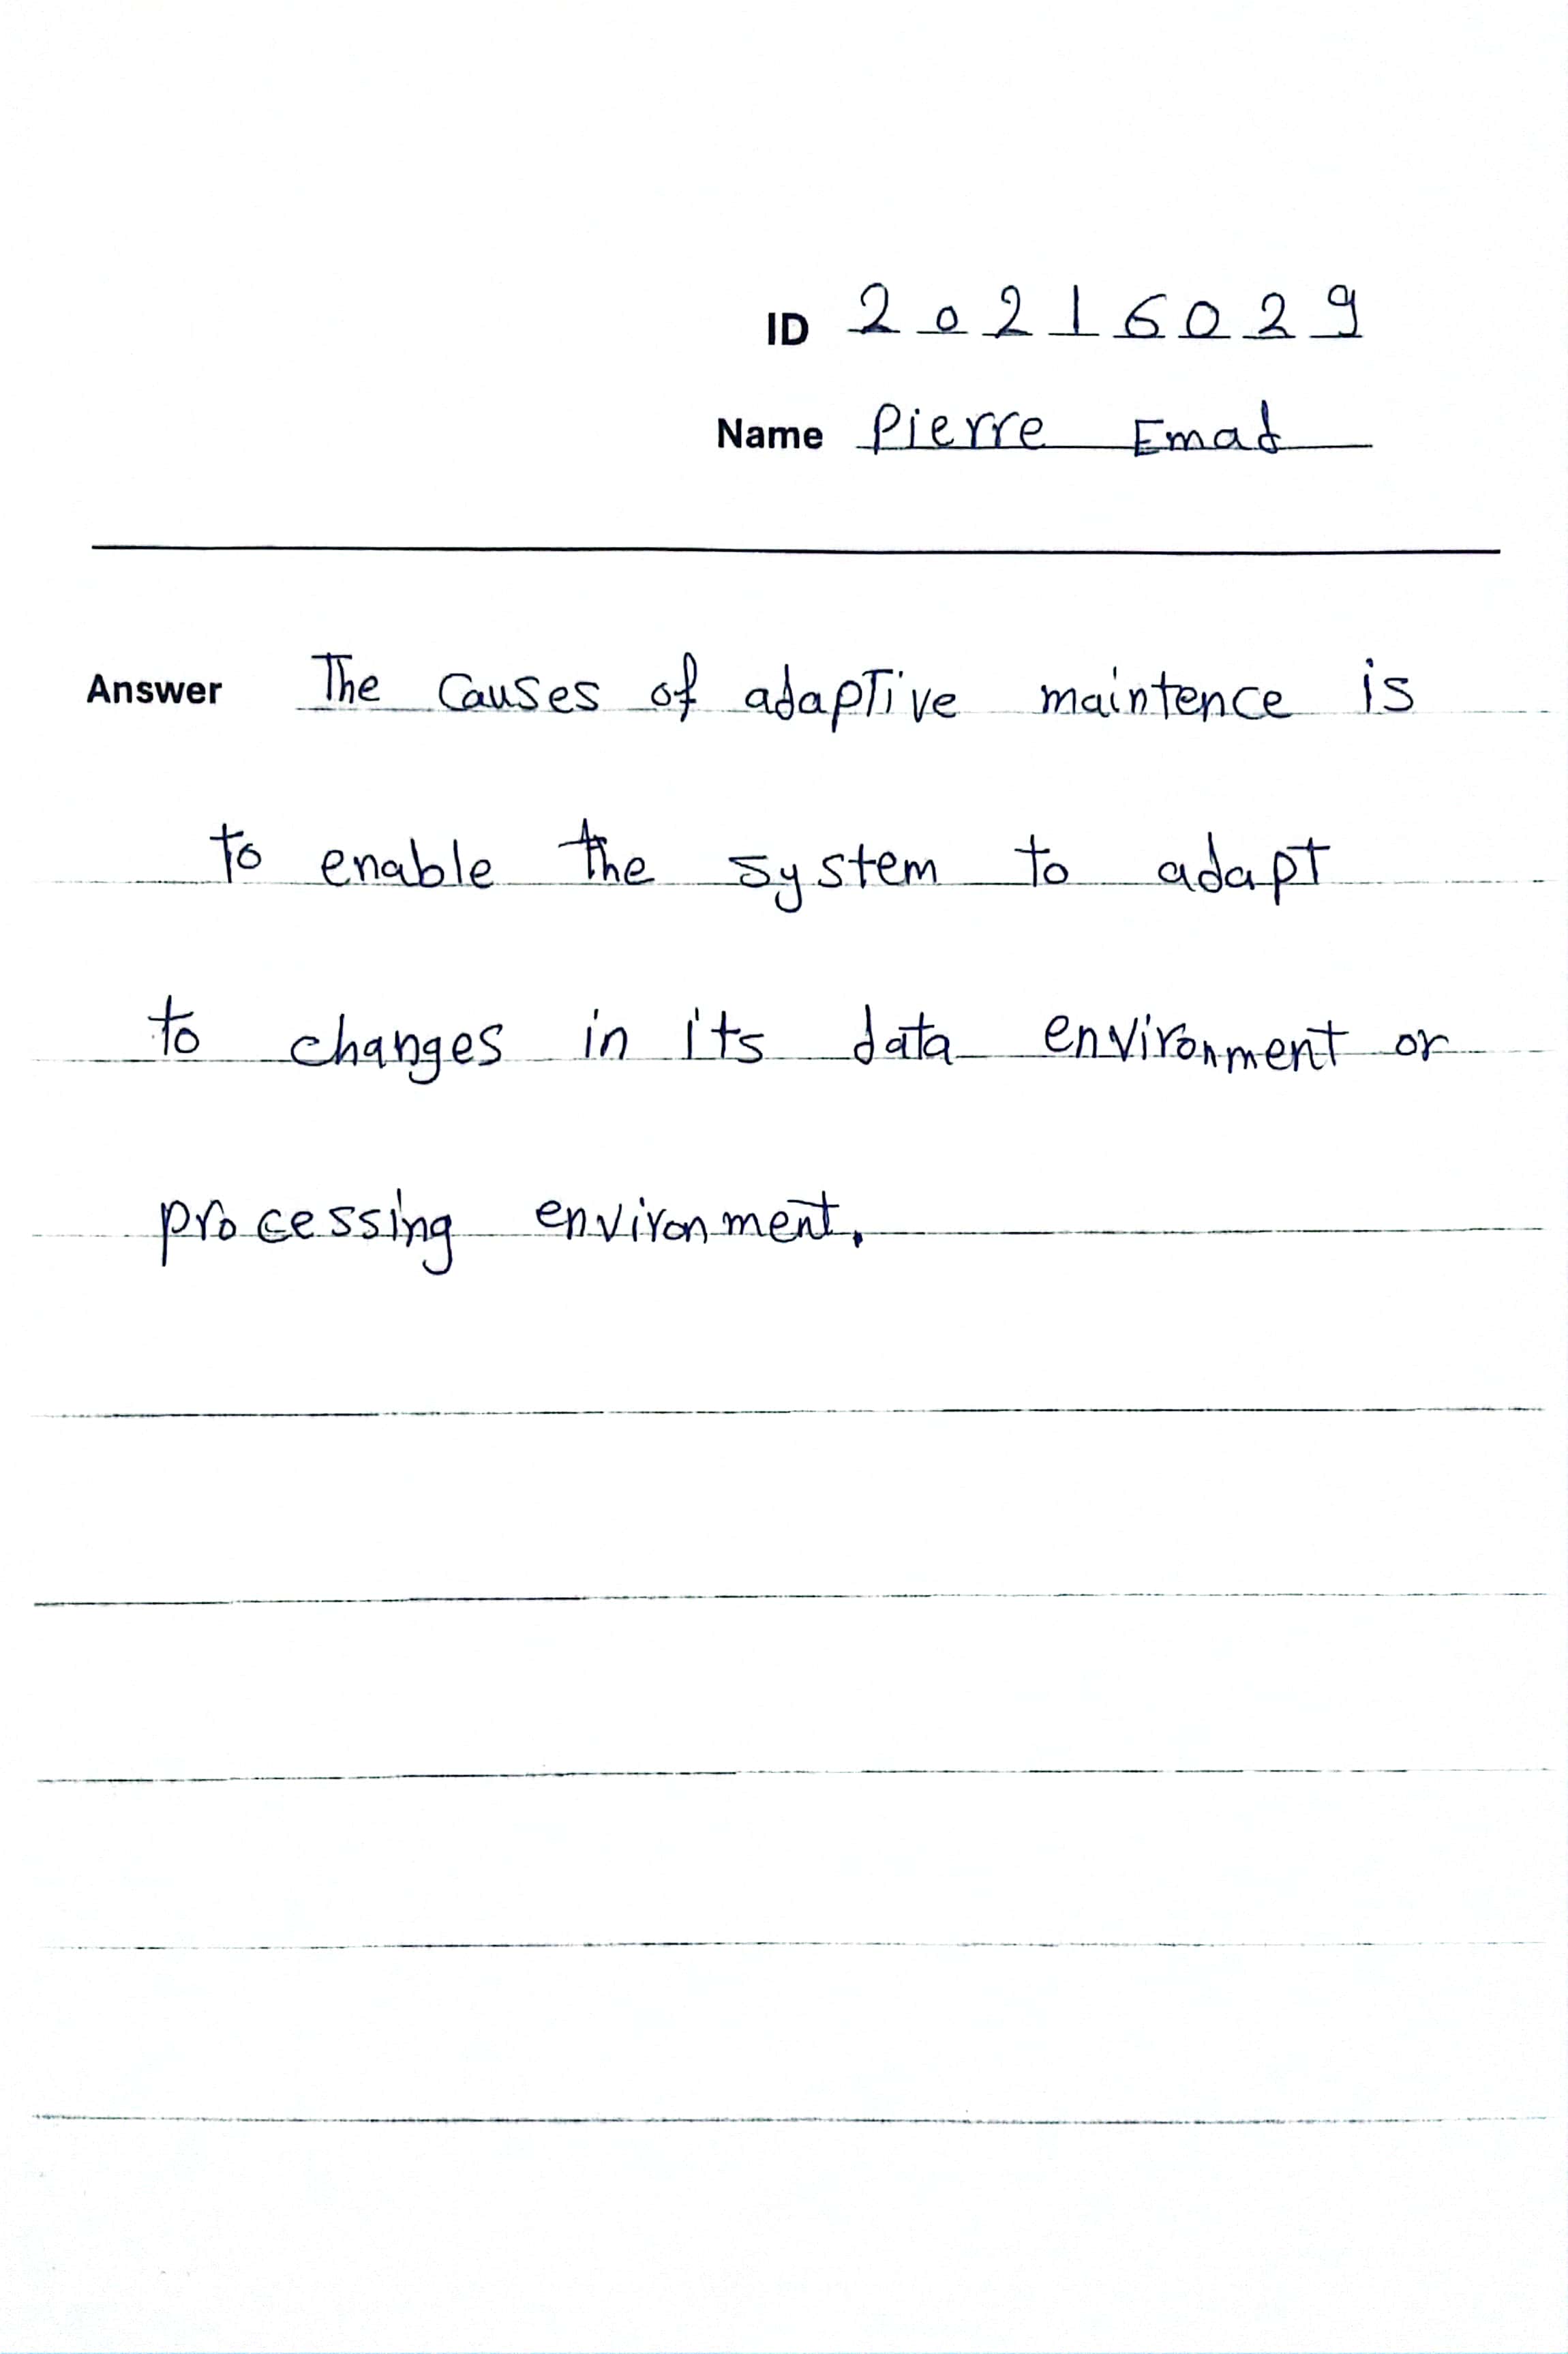 ID 20216029
Name Pierre Emad
Answer The causes of adaptive maintence is
to enable the system to adapt
to changes in its data environment or
processing environment.